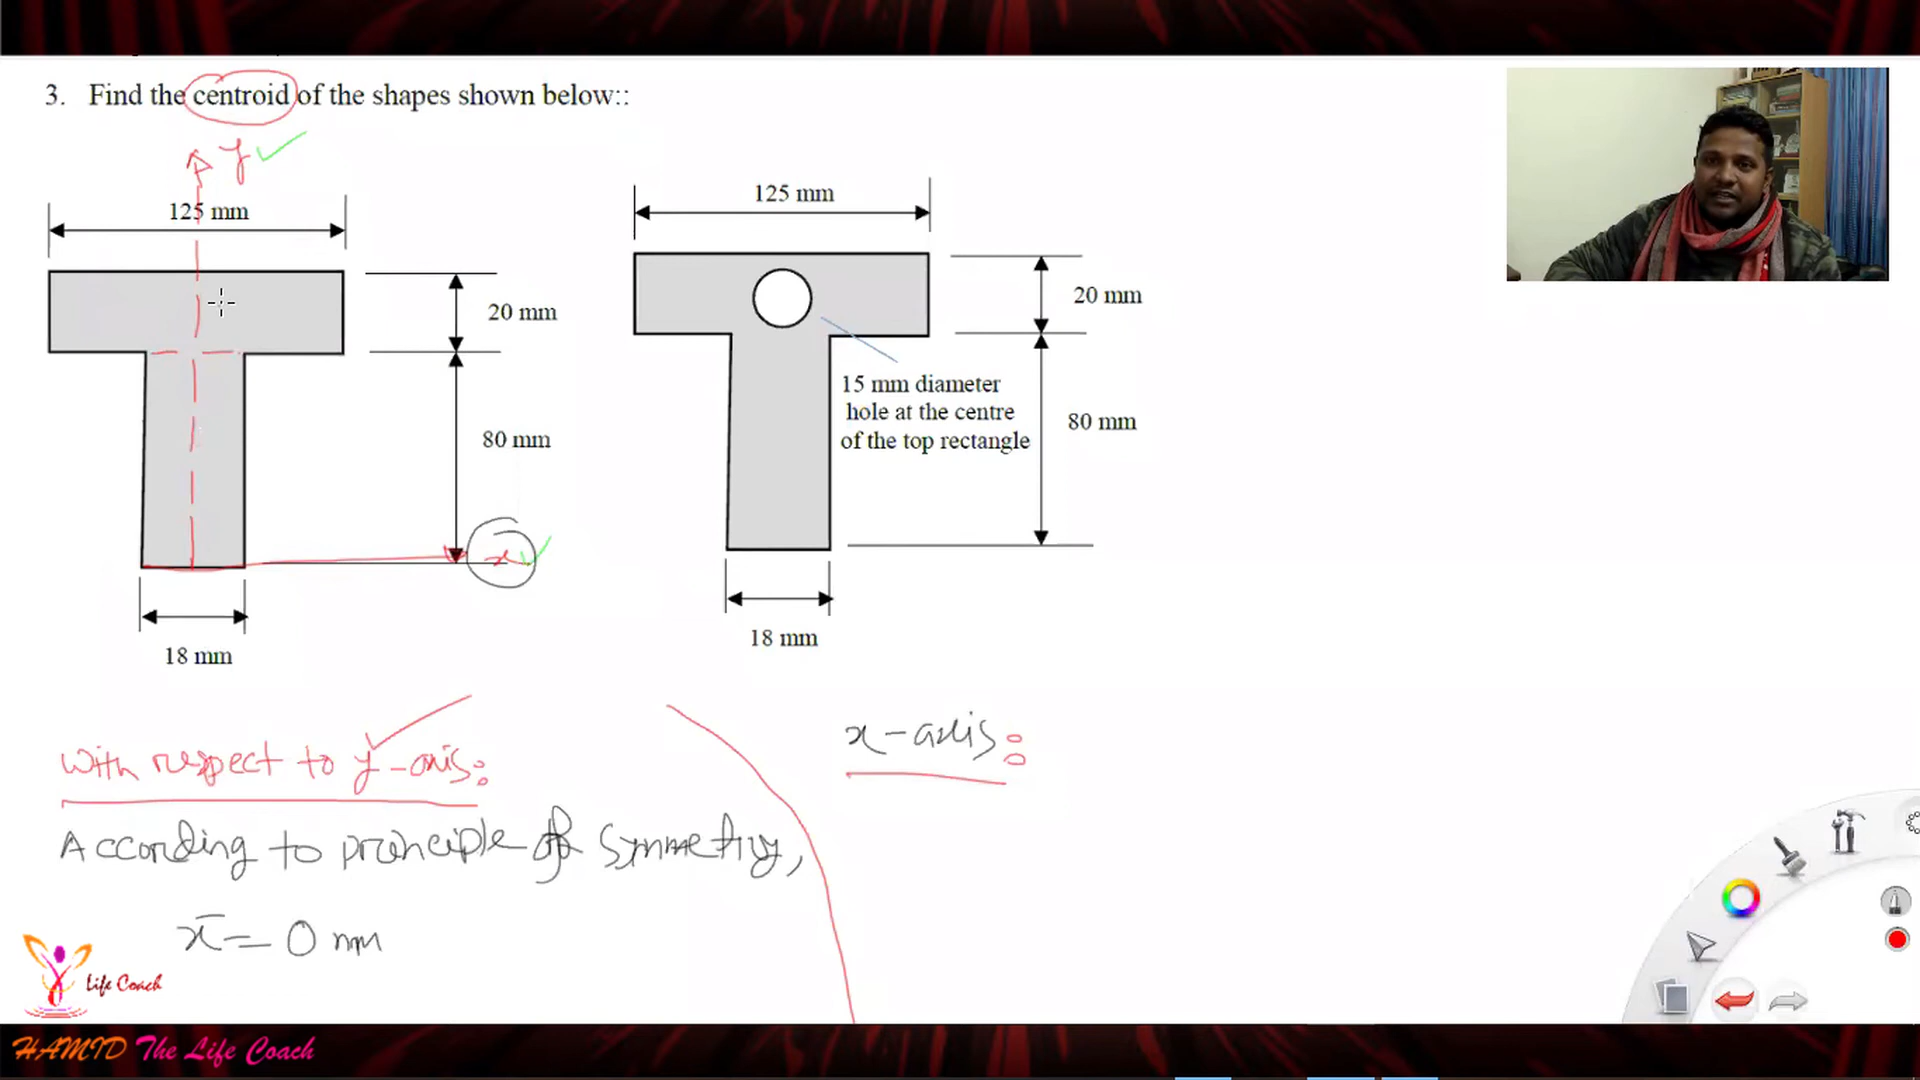 3. Find the centroid of the shapes shown below::
y
125 mm
125 mm
20 mm
20 mm
15 mm diameter
hole at the centre
of the top rectangle
80 mm
80 mm
x
18 mm
18 mm
with respect to y-axis:
x-axis:
According to principle of symmetry,
x̄ = 0 mm
Life Coach
HAMID The Life Coach